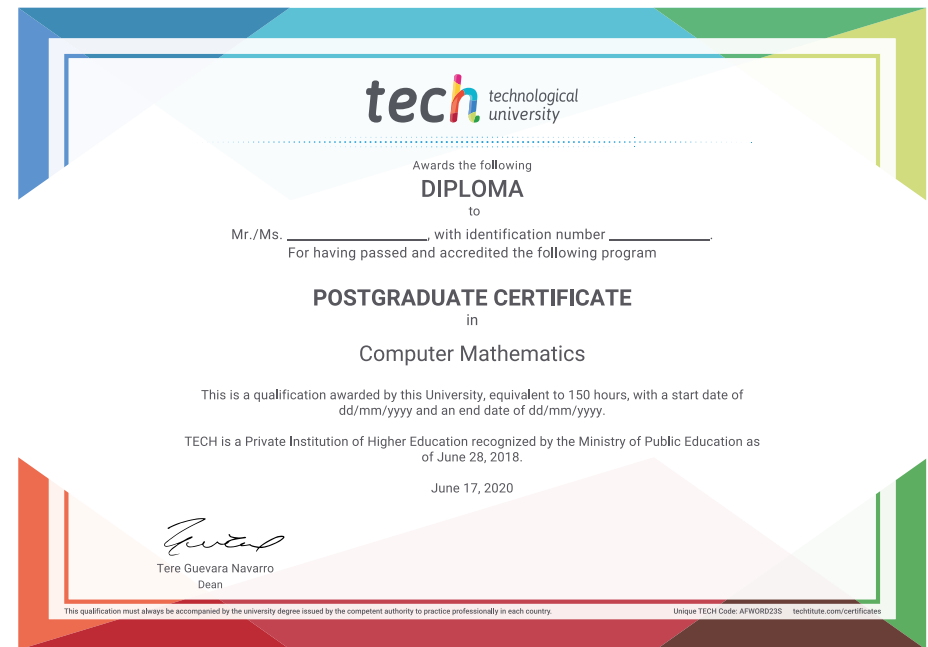 tech technological
university
Awards the following
DIPLOMA
to
Mr./Ms. ____________________, with identification number ______________.
For having passed and accredited the following program
POSTGRADUATE CERTIFICATE
in
Computer Mathematics
This is a qualification awarded by this University, equivalent to 150 hours, with a start date of
dd/mm/yyyy and an end date of dd/mm/yyyy.
TECH is a Private Institution of Higher Education recognized by the Ministry of Public Education as
of June 28, 2018.
June 17, 2020
Tere Guevara Navarro
Dean
This qualification must always be accompanied by the university degree issued by the competent authority to practice professionally in each country.
Unique TECH Code: AFWORD23S techtitute.com/certificates